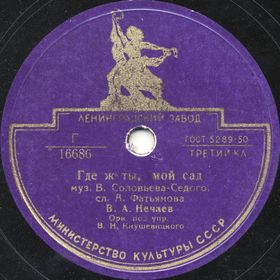 ЛЕНИНГРАДСКИЙ ЗАВОД
Г
16686
ГОСТ 5289-50
ТРЕТИЙ КЛ.
Где ж ты, мой сад
муз. В. Соловьева-Седого.
сл. А. Фатьянова
В. А. Нечаев
Орк. под упр.
В. Н. Кнушевицкого
МИНИСТЕРСТВО КУЛЬТУРЫ СССР